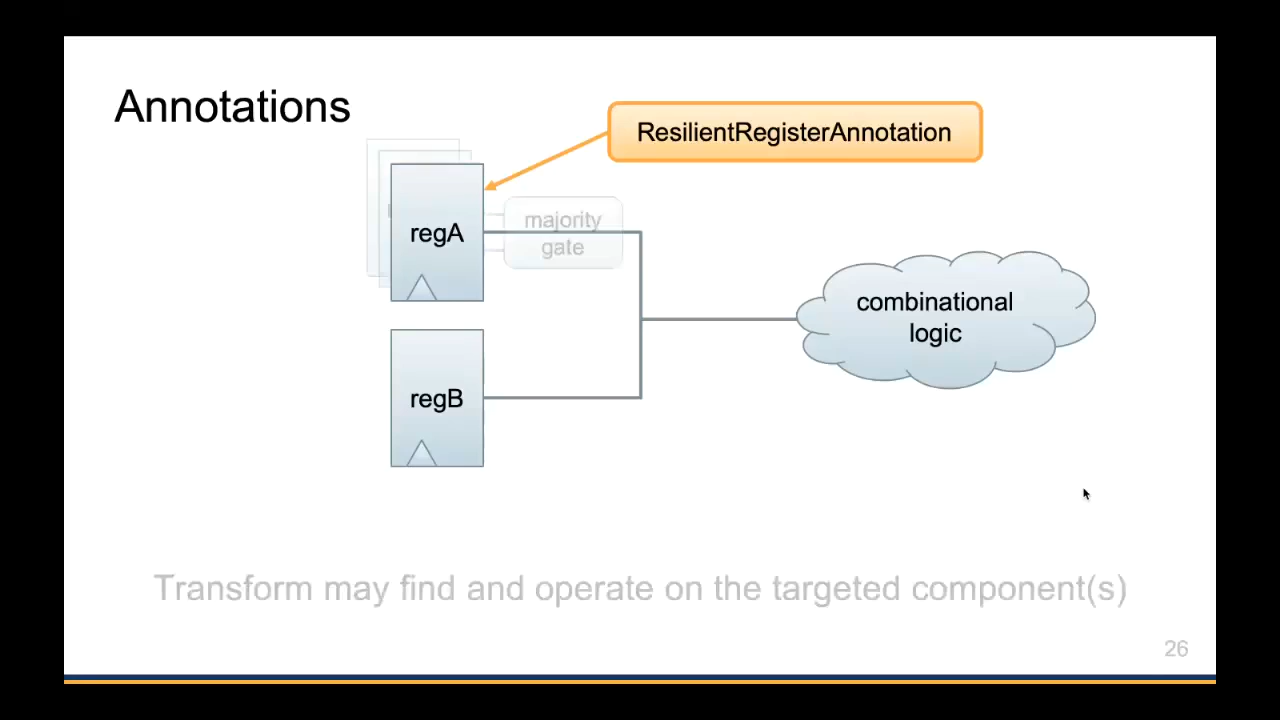 Annotations
ResilientRegisterAnnotation
regA
majority
gate
combinational
logic
regB
Transform may find and operate on the targeted component(s)
26